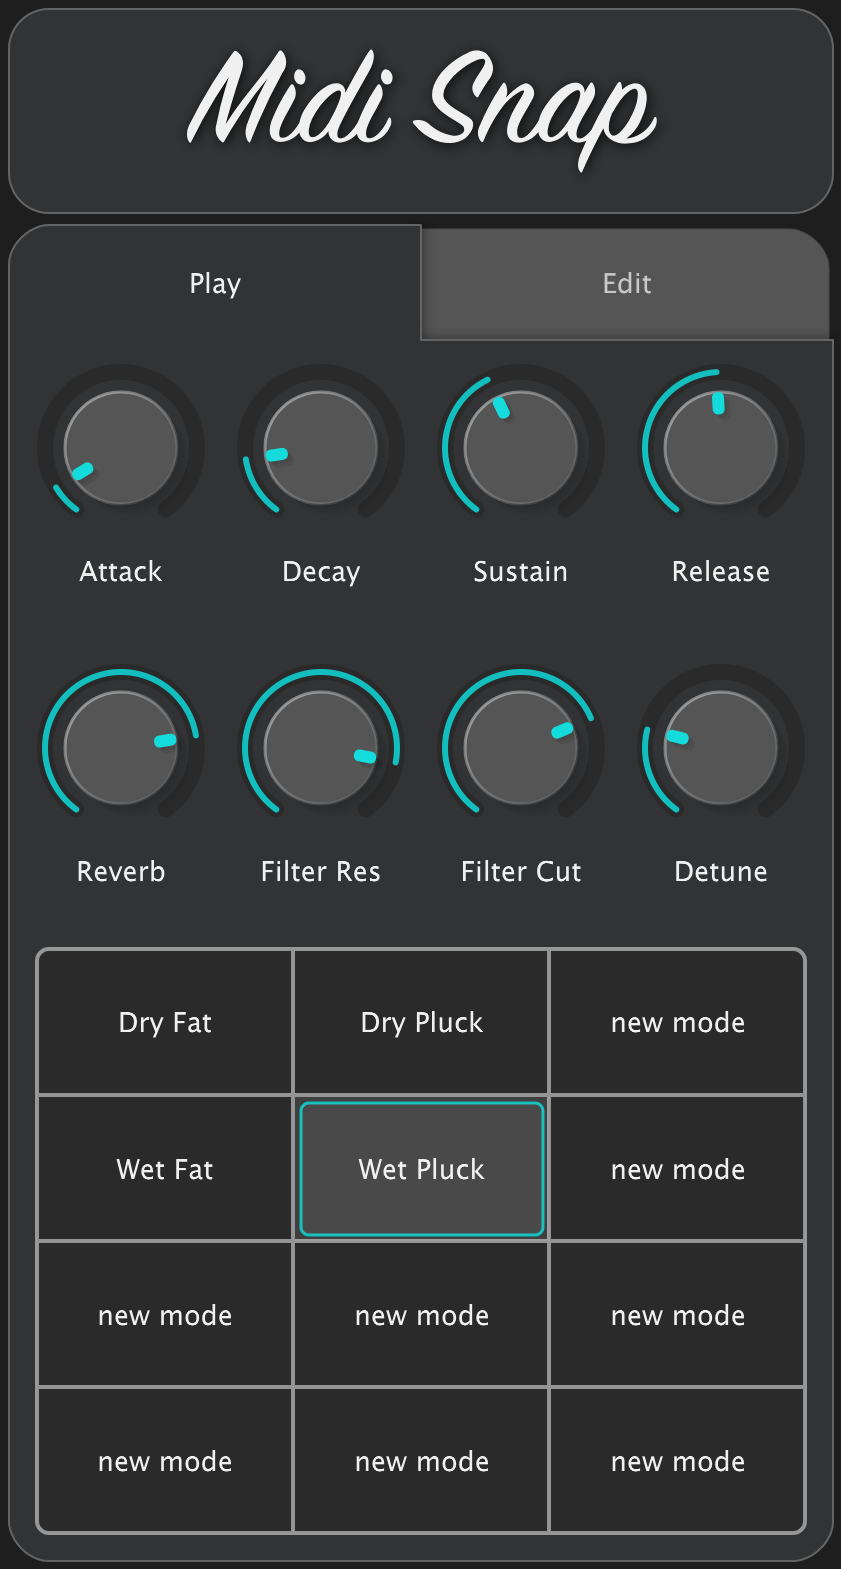 Midi Snap
Play Edit
Attack Decay Sustain Release
Reverb Filter Res Filter Cut Detune
Dry Fat Dry Pluck new mode
Wet Fat Wet Pluck new mode
new mode new mode new mode
new mode new mode new mode